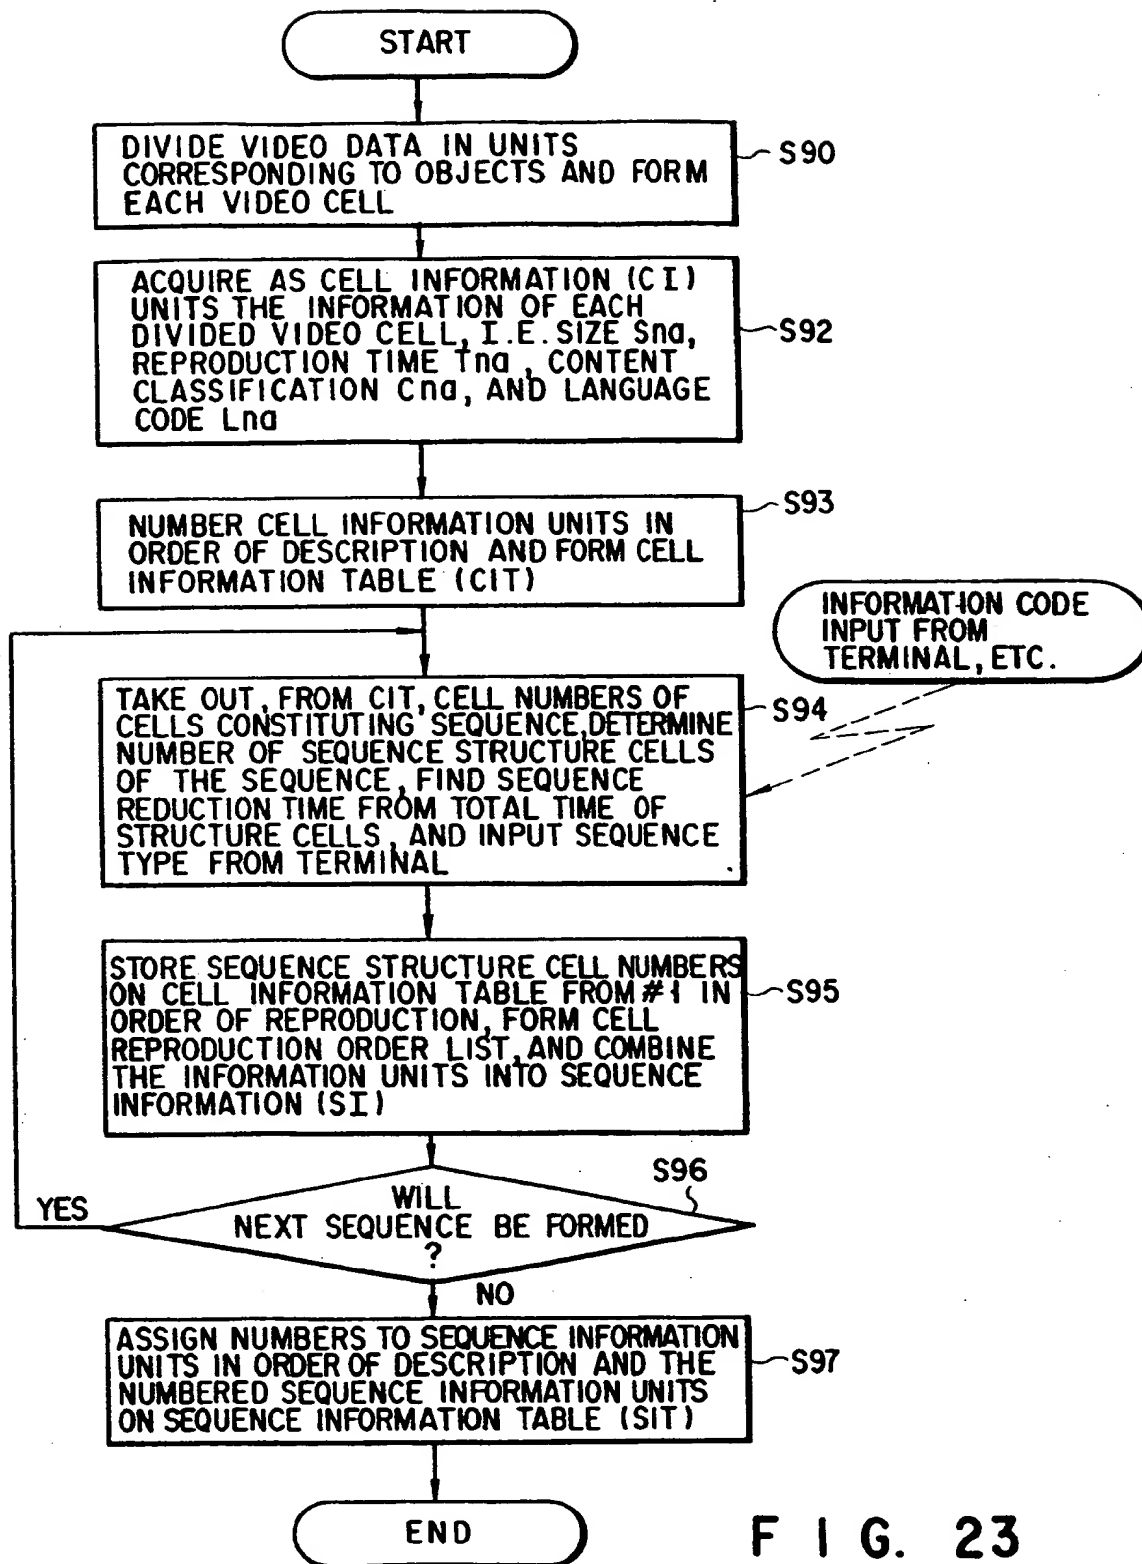 START
DIVIDE VIDEO DATA IN UNITS
CORRESPONDING TO OBJECTS AND FORM
EACH VIDEO CELL
S90
ACQUIRE AS CELL INFORMATION (CI)
UNITS THE INFORMATION OF EACH
DIVIDED VIDEO CELL, I.E. SIZE Sna,
REPRODUCTION TIME Tna, CONTENT
CLASSIFICATION Cna, AND LANGUAGE
CODE Lna
S92
NUMBER CELL INFORMATION UNITS IN
ORDER OF DESCRIPTION AND FORM CELL
INFORMATION TABLE (CIT)
S93
INFORMATION CODE
INPUT FROM
TERMINAL, ETC.
TAKE OUT, FROM CIT, CELL NUMBERS OF
CELLS CONSTITUTING SEQUENCE, DETERMINE
NUMBER OF SEQUENCE STRUCTURE CELLS
OF THE SEQUENCE, FIND SEQUENCE
REDUCTION TIME FROM TOTAL TIME OF
STRUCTURE CELLS, AND INPUT SEQUENCE
TYPE FROM TERMINAL
S94
STORE SEQUENCE STRUCTURE CELL NUMBERS
ON CELL INFORMATION TABLE FROM #1 IN
ORDER OF REPRODUCTION, FORM CELL
REPRODUCTION ORDER LIST, AND COMBINE
THE INFORMATION UNITS INTO SEQUENCE
INFORMATION (SI)
S95
S96
YES
WILL
NEXT SEQUENCE BE FORMED
?
NO
ASSIGN NUMBERS TO SEQUENCE INFORMATION
UNITS IN ORDER OF DESCRIPTION AND THE
NUMBERED SEQUENCE INFORMATION UNITS
ON SEQUENCE INFORMATION TABLE (SIT)
S97
END
FIG. 23